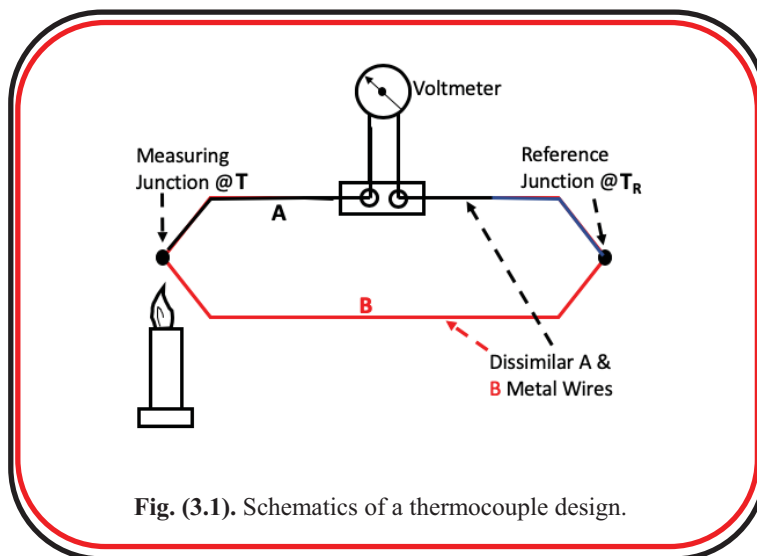 Voltmeter
Measuring
Junction @T
Reference
Junction @TR
A
B
Dissimilar A &
B Metal Wires
Fig. (3.1). Schematics of a thermocouple design.